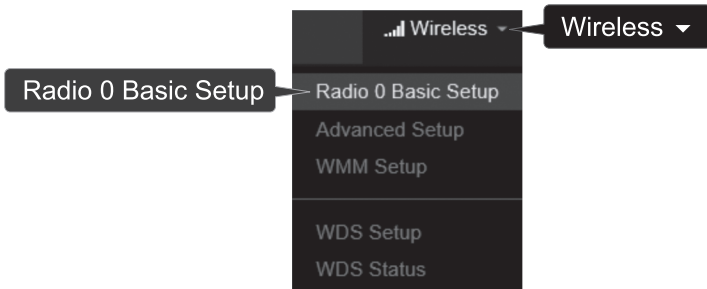 Wireless
Wireless
Radio 0 Basic Setup
Radio 0 Basic Setup
Advanced Setup
WMM Setup
WDS Setup
WDS Status